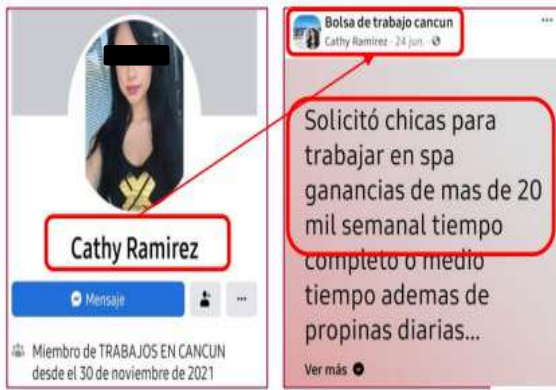 Cathy Ramirez
Mensaje
...
Miembro de TRABAJOS EN CANCUN
desde el 30 de noviembre de 2021
Bolsa de trabajo cancun
Cathy Ramirez · 24 jun. ·
...
Solicitó chicas para
trabajar en spa
ganancias de mas de 20
mil semanal tiempo
completo o medio
tiempo ademas de
propinas diarias...
Ver más